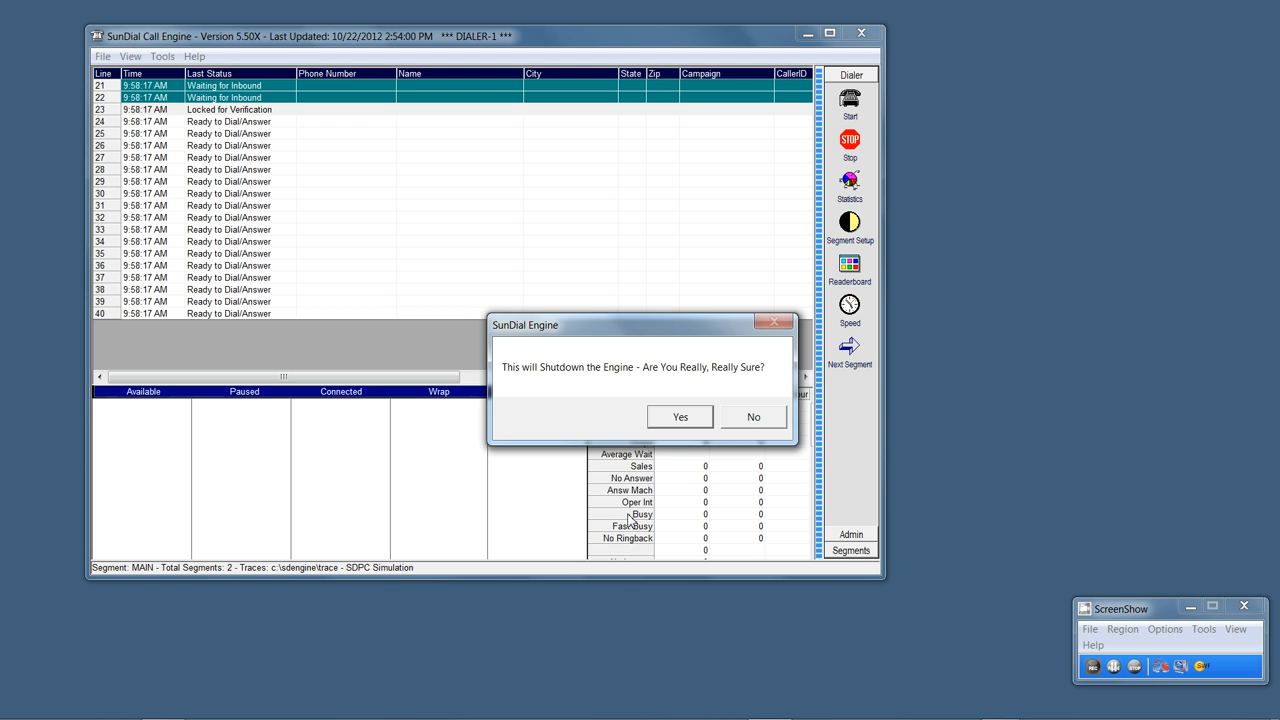 SunDial Call Engine - Version 5.50X - Last Updated: 10/22/2012 2:54:00 PM *** DIALER-1 ***
File View Tools Help
Line Time Last Status Phone Number Name City State Zip Campaign CallerID
21 9:58:17 AM Waiting for Inbound
22 9:58:17 AM Waiting for Inbound
23 9:58:17 AM Locked for Verification
24 9:58:17 AM Ready to Dial/Answer
25 9:58:17 AM Ready to Dial/Answer
26 9:58:17 AM Ready to Dial/Answer
27 9:58:17 AM Ready to Dial/Answer
28 9:58:17 AM Ready to Dial/Answer
29 9:58:17 AM Ready to Dial/Answer
30 9:58:17 AM Ready to Dial/Answer
31 9:58:17 AM Ready to Dial/Answer
32 9:58:17 AM Ready to Dial/Answer
33 9:58:17 AM Ready to Dial/Answer
34 9:58:17 AM Ready to Dial/Answer
35 9:58:17 AM Ready to Dial/Answer
36 9:58:17 AM Ready to Dial/Answer
37 9:58:17 AM Ready to Dial/Answer
38 9:58:17 AM Ready to Dial/Answer
39 9:58:17 AM Ready to Dial/Answer
40 9:58:17 AM Ready to Dial/Answer
Dialer
Start
STOP
Stop
Statistics
Segment Setup
Readerboard
Speed
Next Segment
Admin
Segments
SunDial Engine
This will Shutdown the Engine - Are You Really, Really Sure?
Yes No
Available Paused Connected Wrap
Average Wait
Sales 0 0
No Answer 0 0
Answ Mach 0 0
Oper Int 0 0
Busy 0 0
Fast Busy 0 0
No Ringback 0 0
0
Segment: MAIN - Total Segments: 2 - Traces: c:\sdengine\trace - SDPC Simulation
ScreenShow
File Region Options Tools View
Help
REC STOP SWF